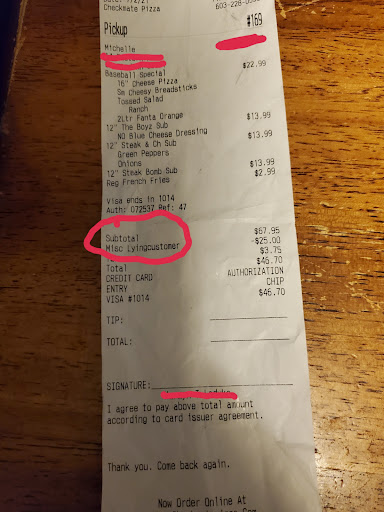 Checkmate Pizza 603-228-
Pickup #169
Michelle
Baseball Special $22.99
16" Cheese Pizza
Sm Cheesy Breadsticks
Tossed Salad
Ranch
2Ltr Fanta Orange
12" The Boyz Sub $13.99
NO Blue Cheese Dressing
12" Steak & Ch Sub $13.99
Green Peppers
Onions
12" Steak Bomb Sub $13.99
Reg French Fries $2.99
Visa ends in 1014
Auth: 072537 Ref: 47
Subtotal $67.95
Misc Lyingcustomer -$25.00
$3.75
Total $46.70
CREDIT CARD AUTHORIZATION
ENTRY CHIP
VISA #1014 $46.70
TIP:
TOTAL:
SIGNATURE:
I agree to pay above total amount
according to card issuer agreement.
Thank you. Come back again.
Now Order Online At